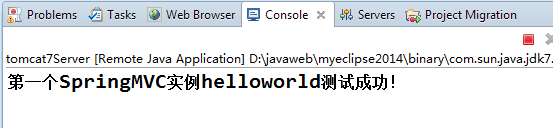 Problems Tasks Web Browser Console Servers Project Migration
tomcat7Server [Remote Java Application] D:\javaweb\myeclipse2014\binary\com.sun.java.jdk7.
第一个SpringMVC实例helloworld测试成功!